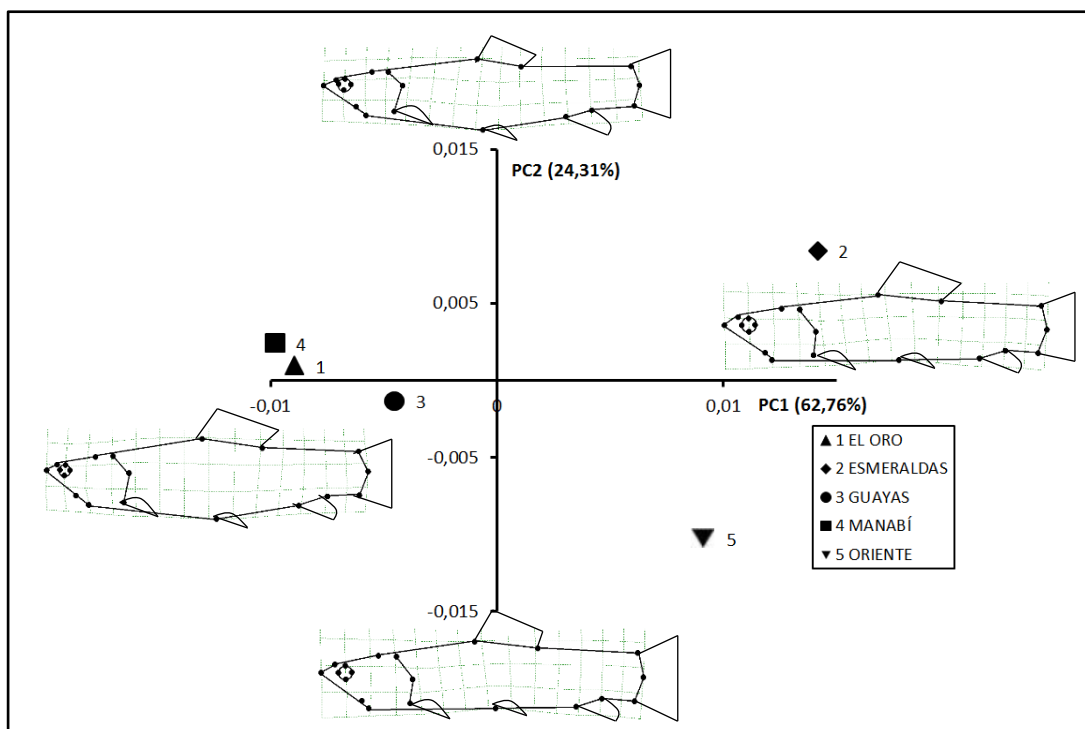 0,015
PC2 (24,31%)
2
0,005
4
1
3
-0,01
0
0,01
PC1 (62,76%)
▲ 1 EL ORO
◆ 2 ESMERALDAS
● 3 GUAYAS
■ 4 MANABÍ
▼ 5 ORIENTE
-0,005
5
-0,015